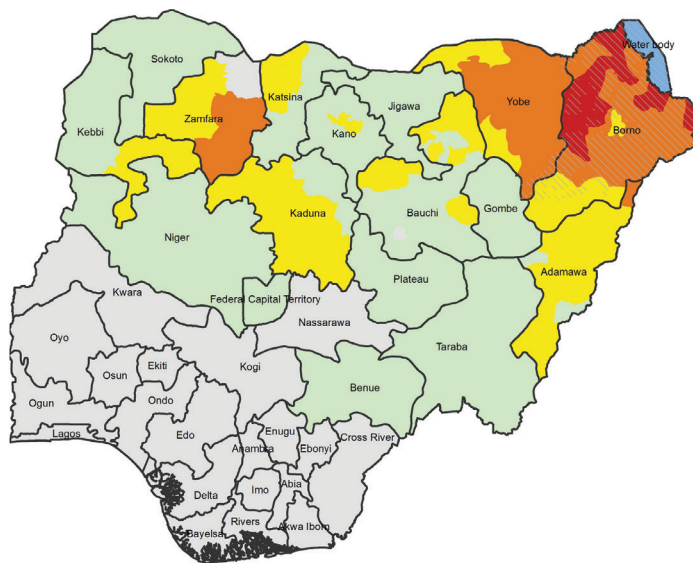 Water body
Sokoto
Katsina
Jigawa
Yobe
Zamfara
Kano
Kebbi
Borno
Kaduna
Bauchi
Gombe
Niger
Adamawa
Plateau
Kwara
Federal Capital Territory
Nassarawa
Oyo
Taraba
Kogi
Ekiti
Osun
Benue
Ogun
Ondo
Lagos
Edo
Enugu
Cross River
Anambra
Ebonyi
Delta
Imo
Abia
Rivers
Bayelsa
Akwa Ibom